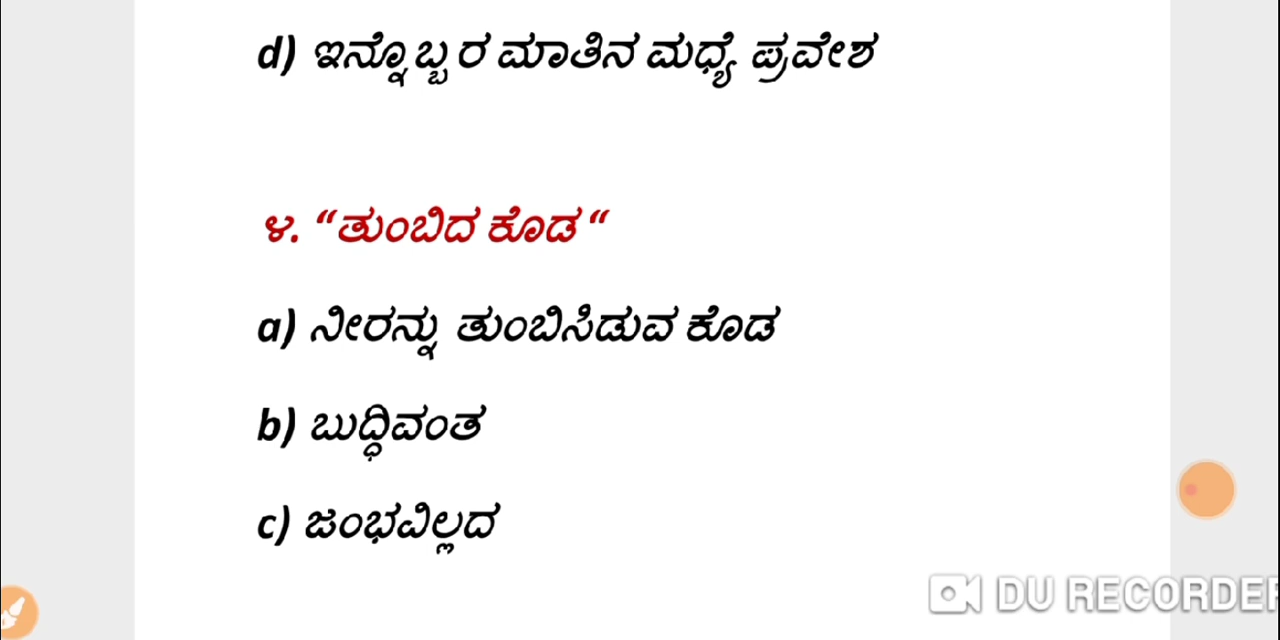 d) ಇನ್ನೊಬ್ಬರ ಮಾತಿನ ಮಧ್ಯೆ ಪ್ರವೇಶ
೪. “ತುಂಬಿದ ಕೊಡ“
a) ನೀರನ್ನು ತುಂಬಿಸಿಡುವ ಕೊಡ
b) ಬುದ್ಧಿವಂತ
c) ಜಂಭವಿಲ್ಲದ
DU RECORDER